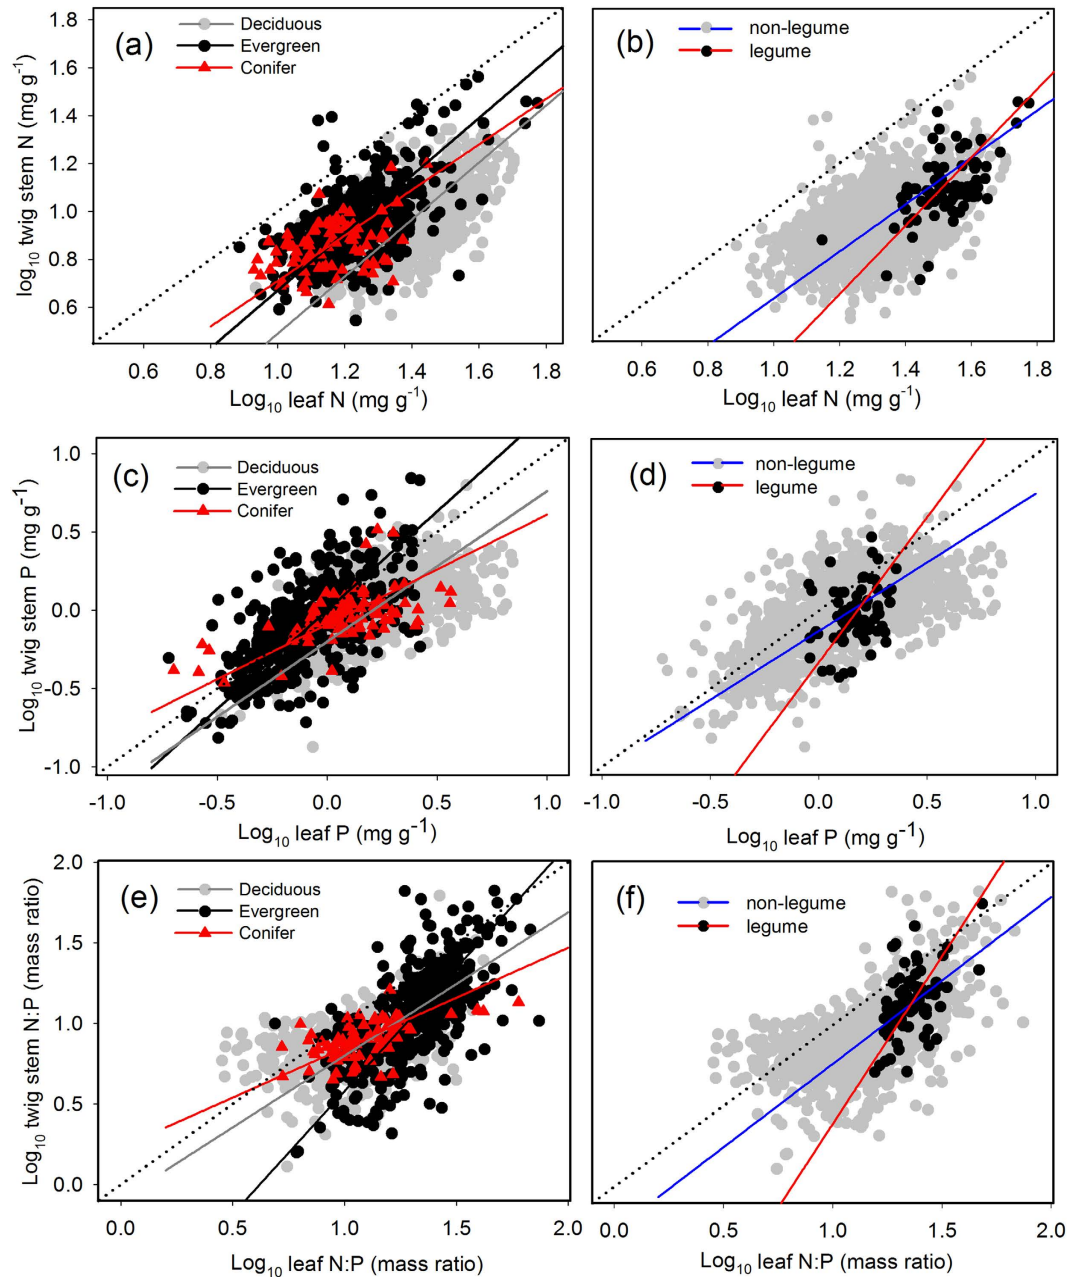 (a)
Deciduous
Evergreen
Conifer
1.8
1.6
1.4
1.2
1.0
0.8
0.6
log10 twig stem N (mg g-1)
0.6 0.8 1.0 1.2 1.4 1.6 1.8
Log10 leaf N (mg g-1)
(b)
non-legume
legume
0.6 0.8 1.0 1.2 1.4 1.6 1.8
Log10 leaf N (mg g-1)
(c)
Deciduous
Evergreen
Conifer
1.0
0.5
0.0
-0.5
-1.0
Log10 twig stem P (mg g-1)
-1.0 -0.5 0.0 0.5 1.0
Log10 leaf P (mg g-1)
(d)
non-legume
legume
-1.0 -0.5 0.0 0.5 1.0
Log10 leaf P (mg g-1)
(e)
Deciduous
Evergreen
Conifer
2.0
1.5
1.0
0.5
0.0
Log10 twig stem N:P (mass ratio)
0.0 0.5 1.0 1.5 2.0
Log10 leaf N:P (mass ratio)
(f)
non-legume
legume
0.0 0.5 1.0 1.5 2.0
Log10 leaf N:P (mass ratio)